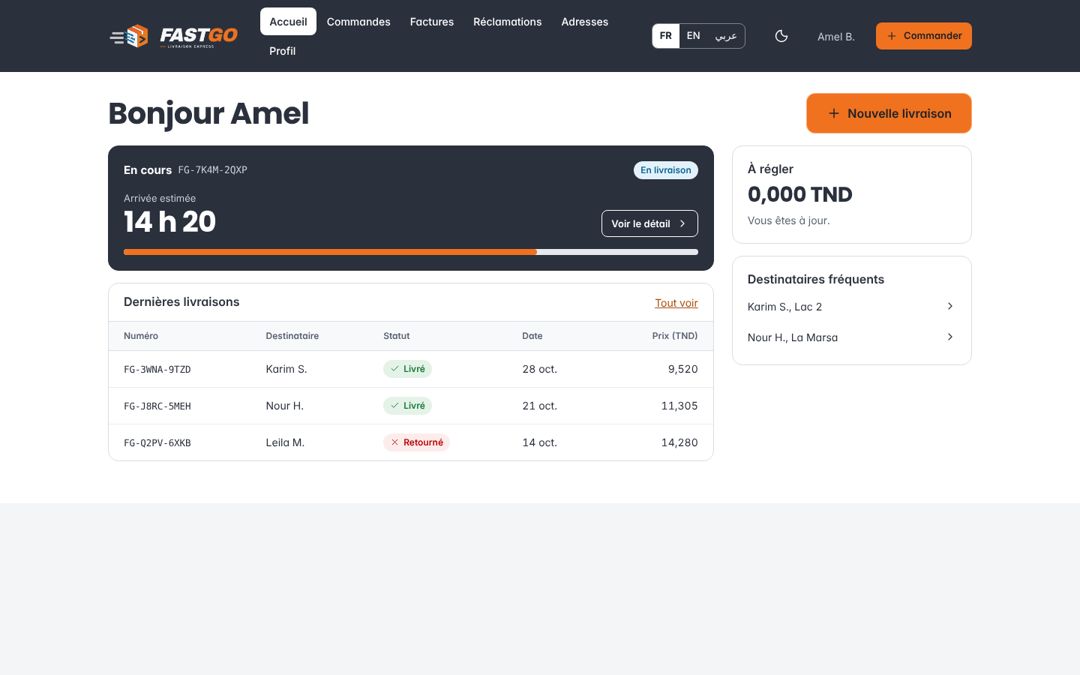 FASTGO
LIVRAISON EXPRESS
Accueil Commandes Factures Réclamations Adresses
Profil
FR EN عربي
Amel B.
+ Commander
Bonjour Amel
+ Nouvelle livraison
En cours FG-7K4M-2QXP
En livraison
Arrivée estimée
14 h 20
Voir le détail
À régler
0,000 TND
Vous êtes à jour.
Destinataires fréquents
Karim S., Lac 2
Nour H., La Marsa
Dernières livraisons
Tout voir
Numéro Destinataire Statut Date Prix (TND)
FG-3WNA-9TZD Karim S. Livré 28 oct. 9,520
FG-J8RC-5MEH Nour H. Livré 21 oct. 11,305
FG-Q2PV-6XKB Leila M. Retourné 14 oct. 14,280